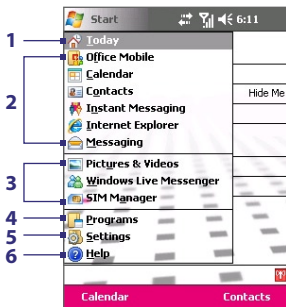 Start 6:11
1 Today
2 Office Mobile
Calendar
Contacts
Hide Me
Instant Messaging
Internet Explorer
Messaging
3 Pictures & Videos
Windows Live Messenger
SIM Manager
4 Programs
5 Settings
6 Help
Calendar Contacts